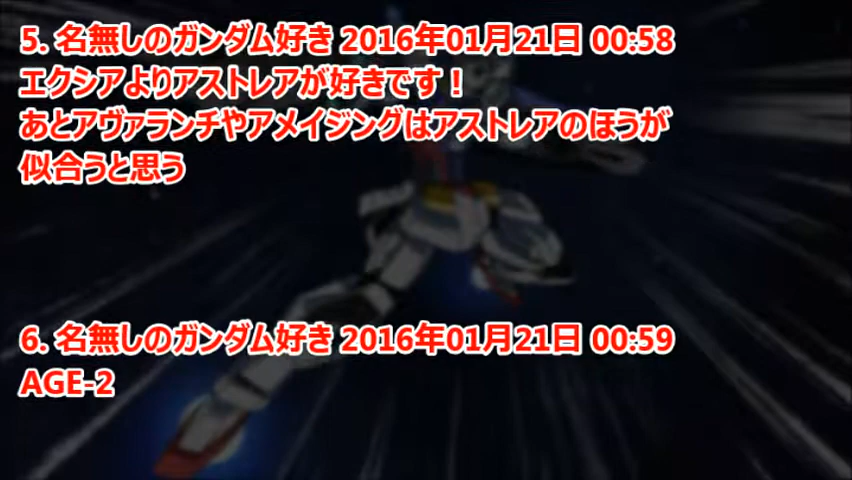 5. 名無しのガンダム好き 2016年01月21日 00:58
エクシアよりアストレアが好きです！
あとアヴァランチやアメイジングはアストレアのほうが
似合うと思う
6. 名無しのガンダム好き 2016年01月21日 00:59
AGE-2